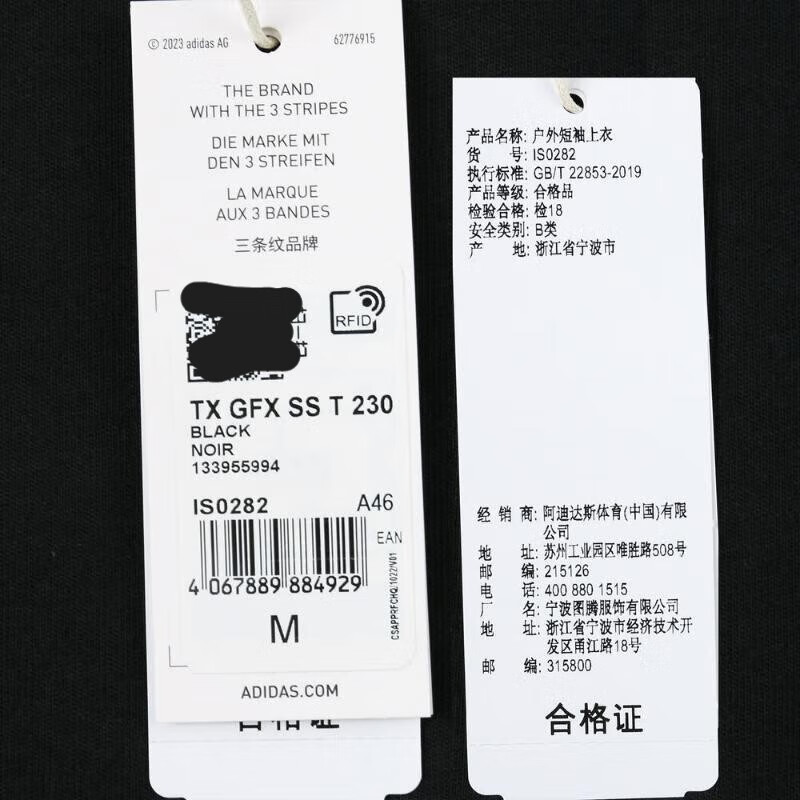 © 2023 adidas AG
62776915
THE BRAND
WITH THE 3 STRIPES
DIE MARKE MIT
DEN 3 STREIFEN
LA MARQUE
AUX 3 BANDES
三条纹品牌
RFID
TX GFX SS T 230
BLACK
NOIR
133955994
IS0282 A46
EAN
4 067889 884929
CSAPPRFCHQ/1022/V01
M
ADIDAS.COM
合格证
产品名称: 户外短袖上衣
货 号: IS0282
执行标准: GB/T 22853-2019
产品等级: 合格品
检验合格: 检18
安全类别: B类
产 地: 浙江省宁波市
经 销 商: 阿迪达斯体育(中国)有限
公司
地 址: 苏州工业园区唯胜路508号
邮 编: 215126
电 话: 400 880 1515
厂 名: 宁波图腾服饰有限公司
地 址: 浙江省宁波市经济技术开
发区甬江路18号
邮 编: 315800
合格证